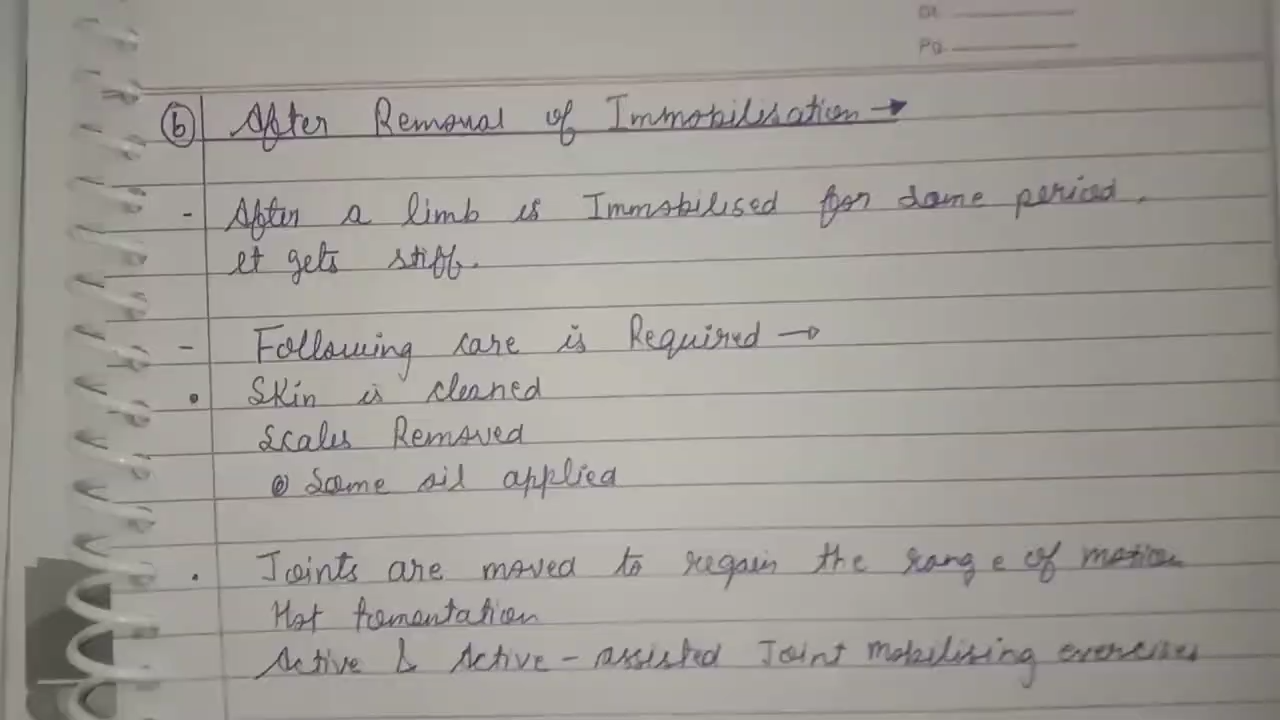 Dt.
Pg.
(b) After Removal of Immobilisation →
- After a limb is Immobilised for some period,
it gets stiff.
- Following care is Required →
• Skin is cleaned
Scales Removed
Some oil applied
• Joints are moved to regain the range of motion
Hot fomentation
Active & Active - assisted Joint mobilising exercises